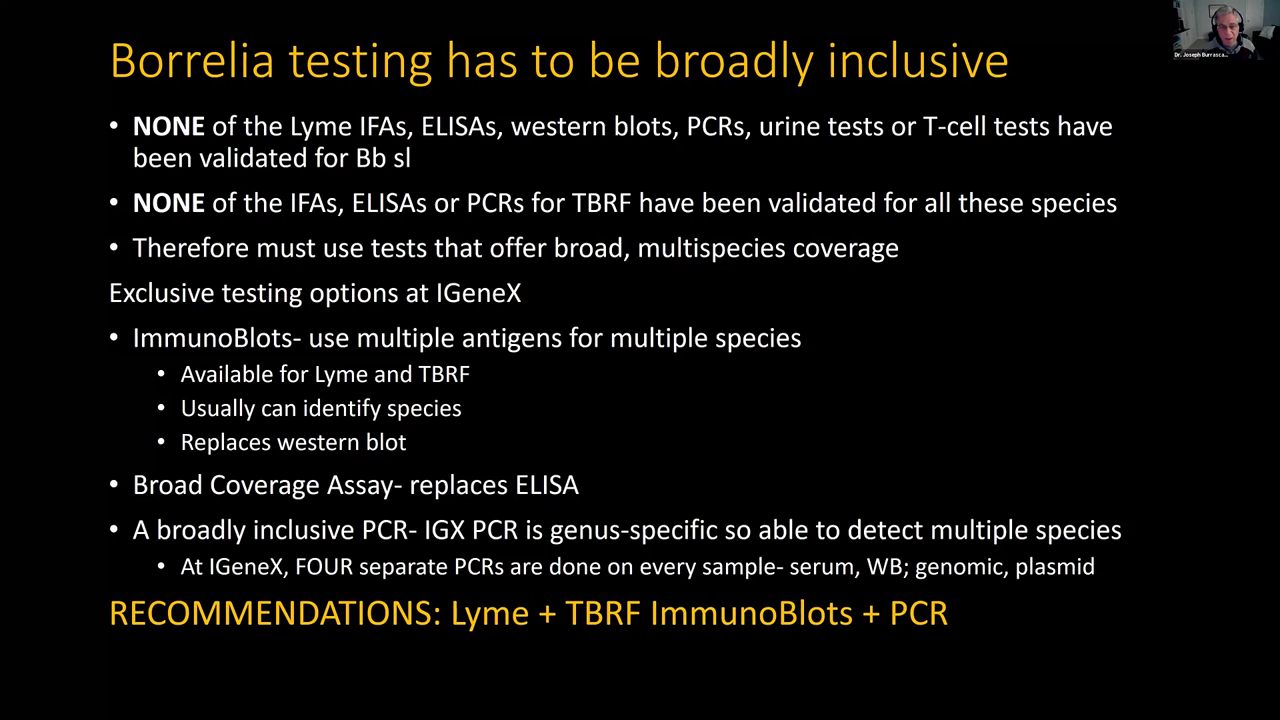 Borrelia testing has to be broadly inclusive
• NONE of the Lyme IFAs, ELISAs, western blots, PCRs, urine tests or T-cell tests have
been validated for Bb sl
• NONE of the IFAs, ELISAs or PCRs for TBRF have been validated for all these species
• Therefore must use tests that offer broad, multispecies coverage
Exclusive testing options at IGeneX
• ImmunoBlots- use multiple antigens for multiple species
• Available for Lyme and TBRF
• Usually can identify species
• Replaces western blot
• Broad Coverage Assay- replaces ELISA
• A broadly inclusive PCR- IGX PCR is genus-specific so able to detect multiple species
• At IGeneX, FOUR separate PCRs are done on every sample- serum, WB; genomic, plasmid
RECOMMENDATIONS: Lyme + TBRF ImmunoBlots + PCR
Dr. Joseph Burrasca...